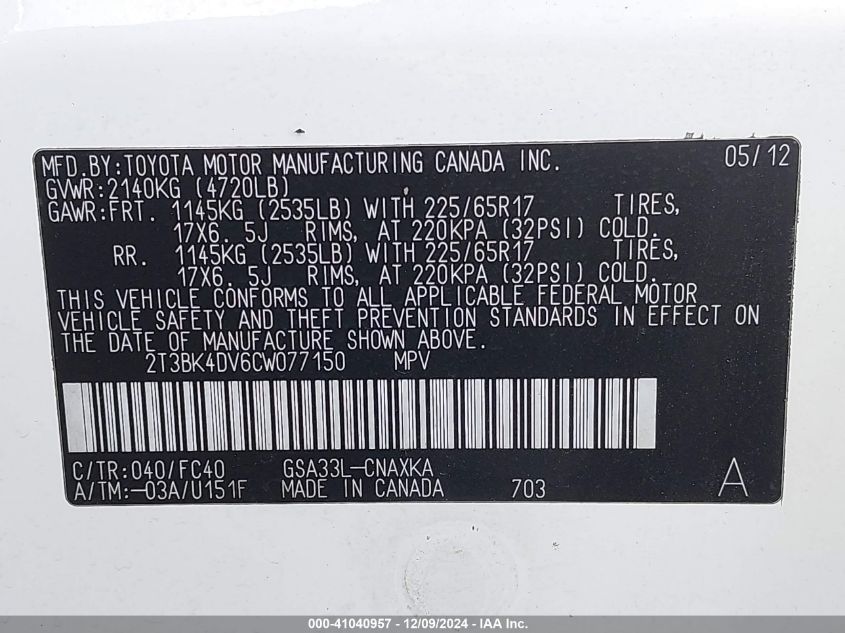 MFD.BY:TOYOTA MOTOR MANUFACTURING CANADA INC. 05/12
GVWR:2140KG (4720LB)
GAWR:FRT. 1145KG (2535LB) WITH 225/65R17 TIRES,
17X6. 5J RIMS, AT 220KPA (32PSI) COLD.
RR. 1145KG (2535LB) WITH 225/65R17 TIRES,
17X6. 5J RIMS, AT 220KPA (32PSI) COLD.
THIS VEHICLE CONFORMS TO ALL APPLICABLE FEDERAL MOTOR
VEHICLE SAFETY AND THEFT PREVENTION STANDARDS IN EFFECT ON
THE DATE OF MANUFACTURE SHOWN ABOVE.
2T3BK4DV6CW077150 MPV
C/TR:040/FC40 GSA33L-CNAXKA A
A/TM:-03A/U151F MADE IN CANADA 703
000-41040957 - 12/09/2024 - IAA Inc.